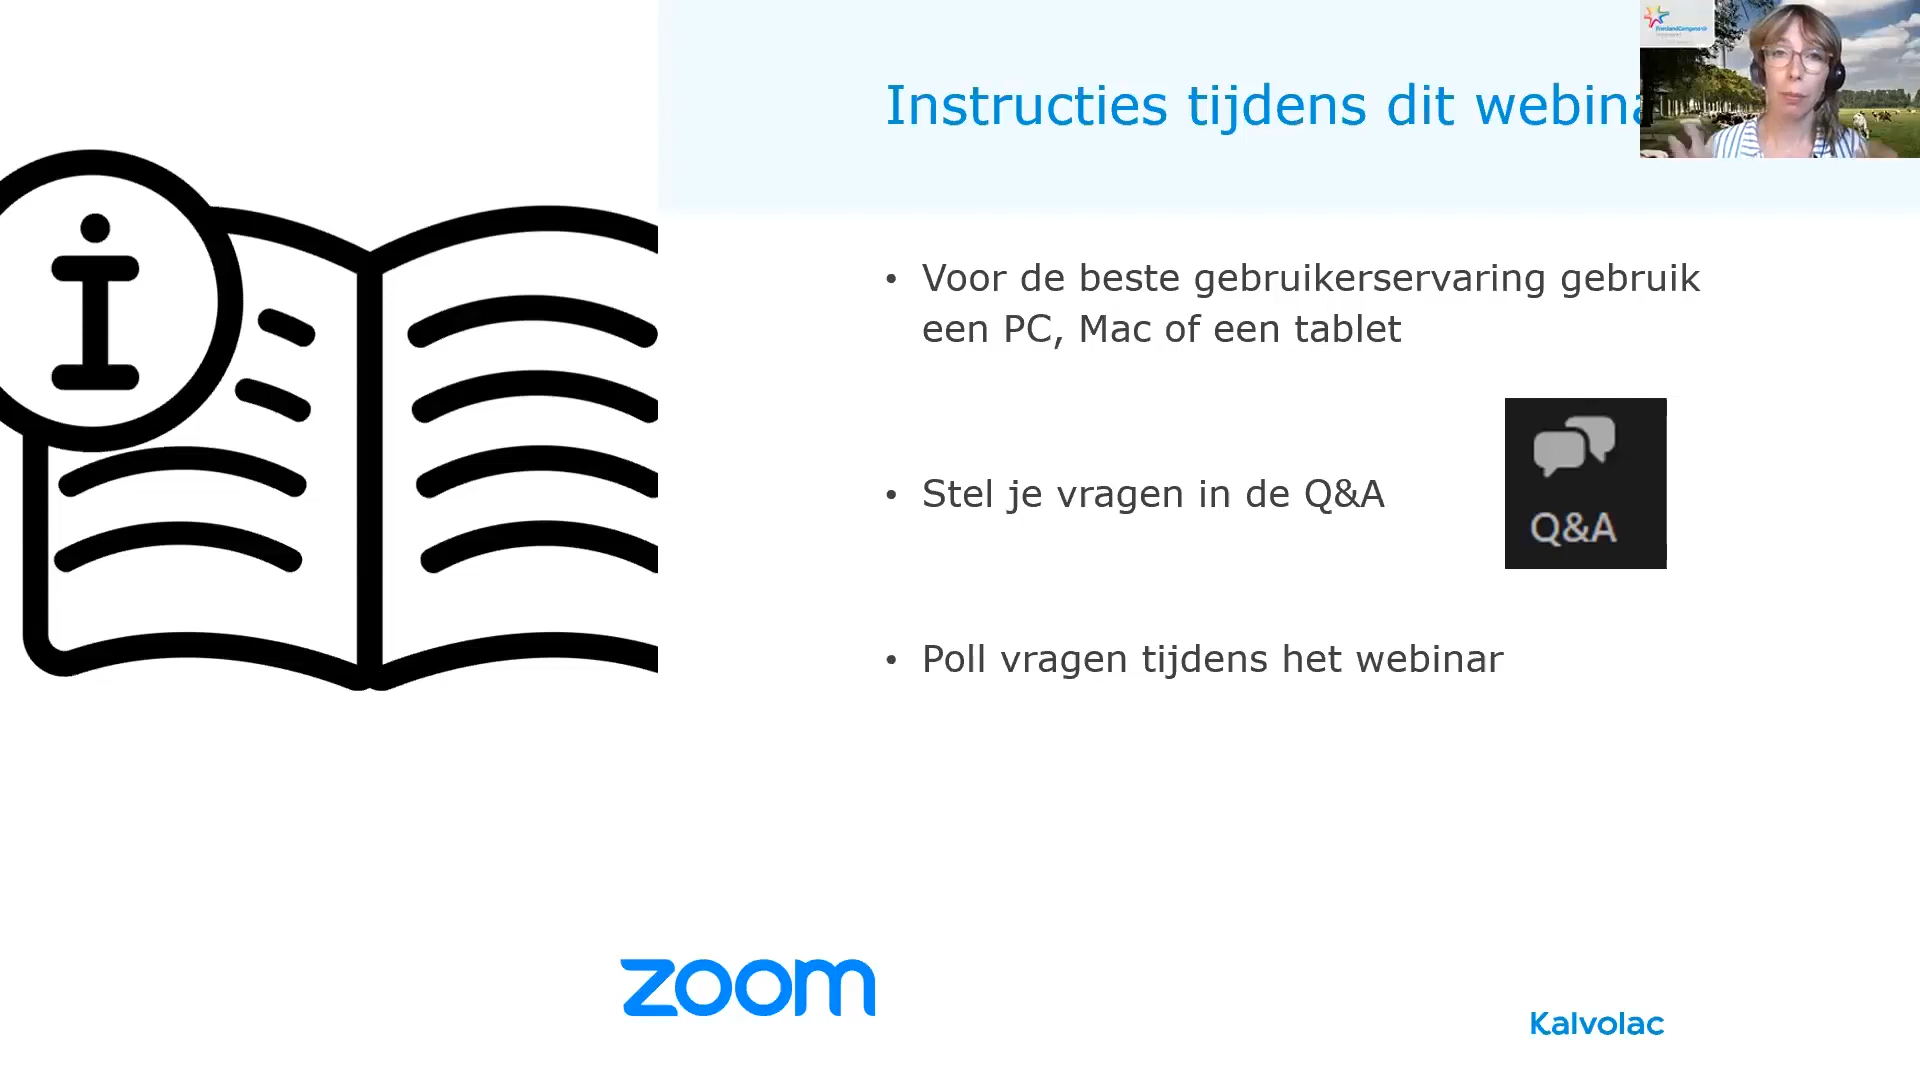 Instructies tijdens dit webina
FrieslandCampina
• Voor de beste gebruikerservaring gebruik
een PC, Mac of een tablet
• Stel je vragen in de Q&A
Q&A
• Poll vragen tijdens het webinar
zoom
Kalvolac